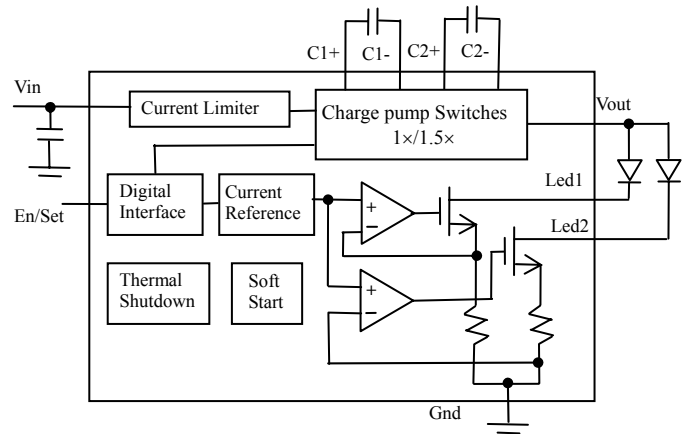 C1+
C1-
C2+
C2-
Vin
Current Limiter
Charge pump Switches
1×/1.5×
Vout
En/Set
Digital
Interface
Current
Reference
+
−
Led1
Led2
Thermal
Shutdown
Soft
Start
+
−
Gnd